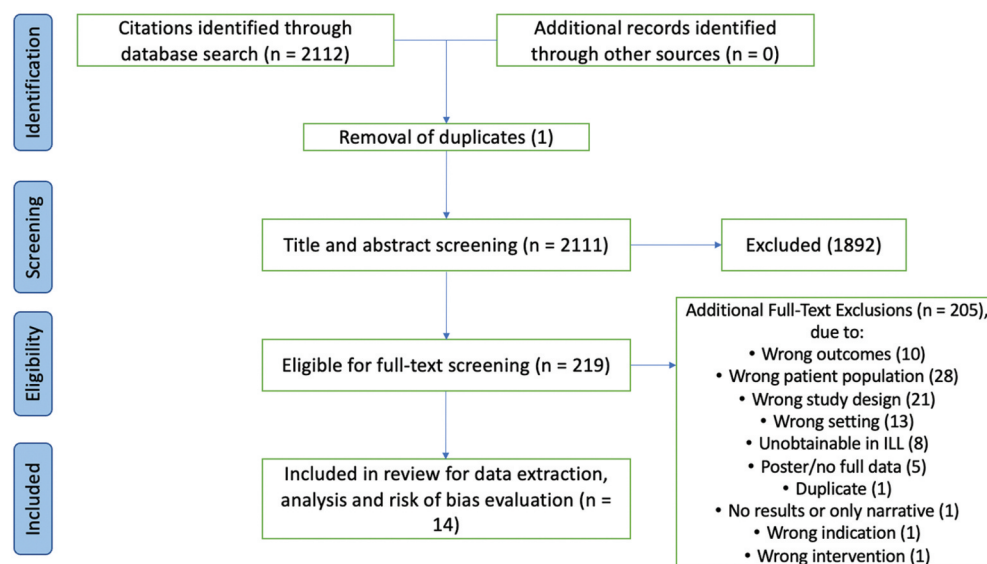 Identification
Citations identified through
database search (n = 2112)
Additional records identified
through other sources (n = 0)
Removal of duplicates (1)
Screening
Title and abstract screening (n = 2111)
Excluded (1892)
Eligibility
Eligible for full-text screening (n = 219)
Additional Full-Text Exclusions (n = 205),
due to:
• Wrong outcomes (10)
• Wrong patient population (28)
• Wrong study design (21)
• Wrong setting (13)
• Unobtainable in ILL (8)
• Poster/no full data (5)
• Duplicate (1)
• No results or only narrative (1)
• Wrong indication (1)
• Wrong intervention (1)
Included
Included in review for data extraction,
analysis and risk of bias evaluation (n =
14)